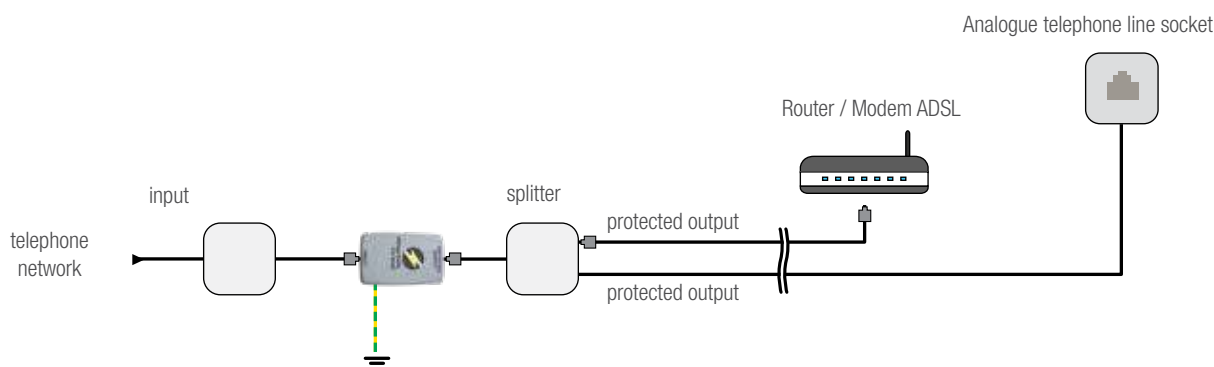 Analogue telephone line socket
Router / Modem ADSL
input
splitter
telephone
network
protected output
protected output